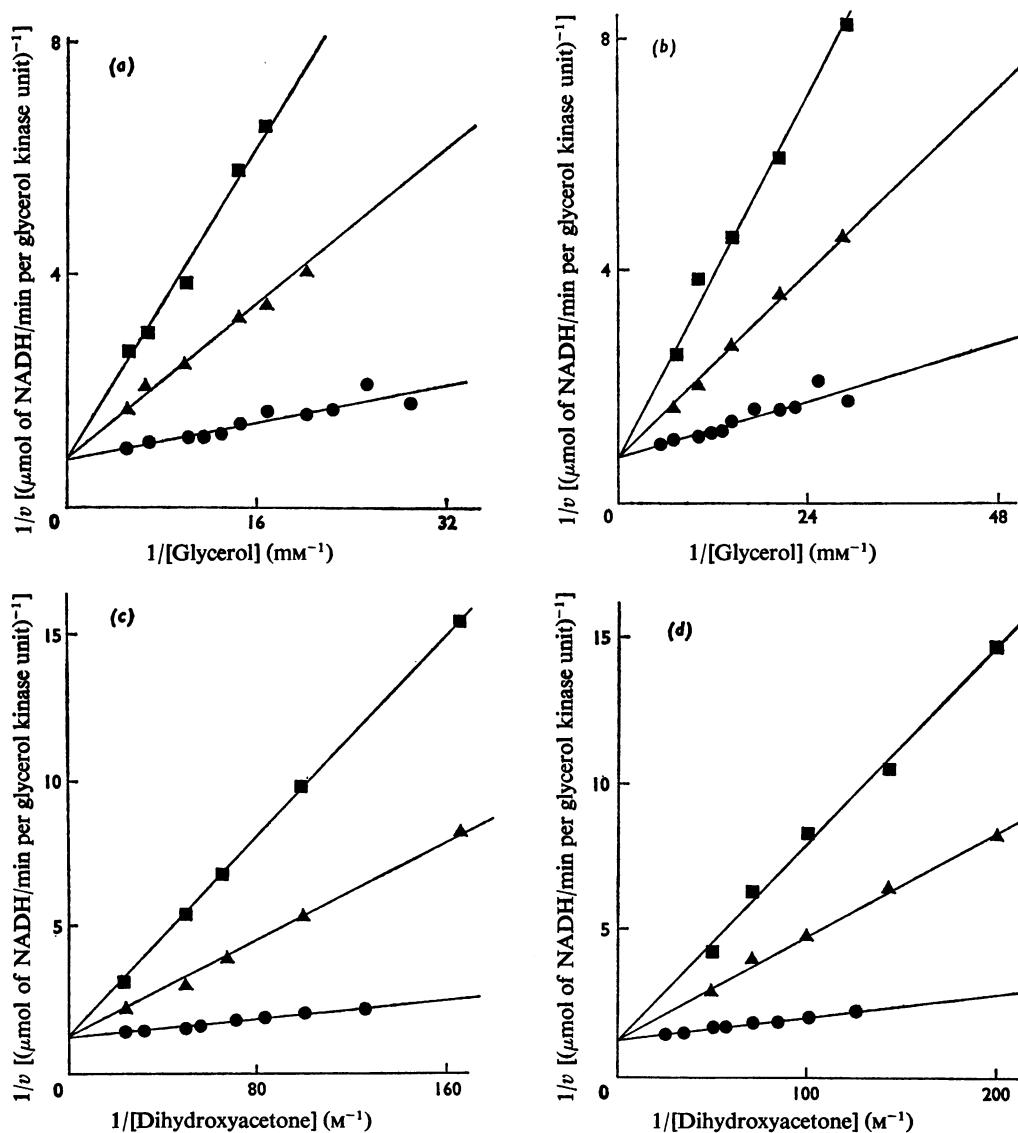 1/v [(μmol of NADH/min per glycerol kinase unit)⁻¹]
(a)
8
4
0
16
32
1/[Glycerol] (mM⁻¹)
1/v [(μmol of NADH/min per glycerol kinase unit)⁻¹]
(b)
8
4
0
24
48
1/[Glycerol] (mM⁻¹)
1/v [(μmol of NADH/min per glycerol kinase unit)⁻¹]
(c)
15
10
5
0
80
160
1/[Dihydroxyacetone] (M⁻¹)
1/v [(μmol of NADH/min per glycerol kinase unit)⁻¹]
(d)
15
10
5
0
100
200
1/[Dihydroxyacetone] (M⁻¹)